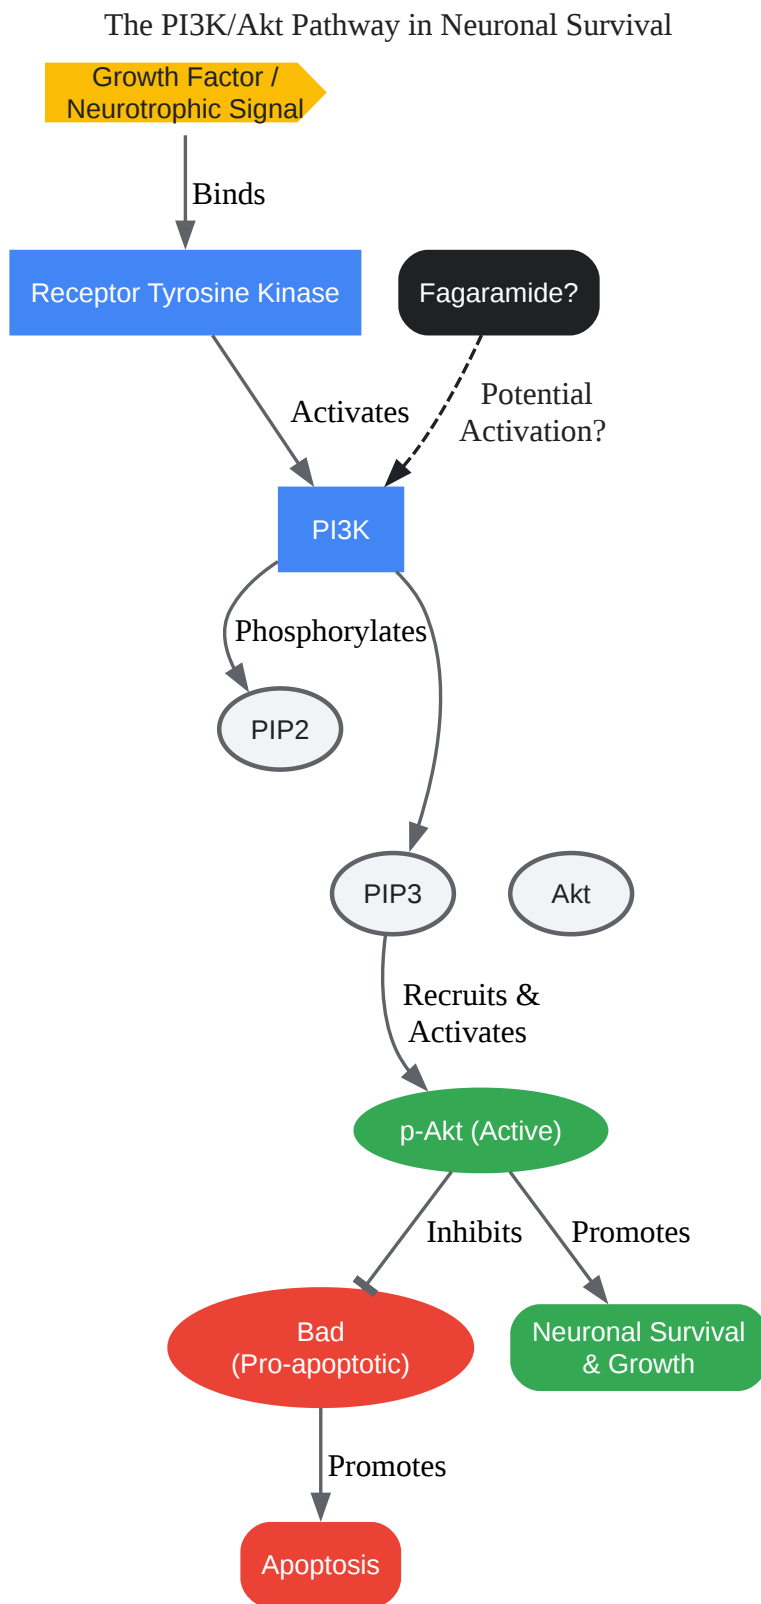 The PI3K/Akt Pathway in Neuronal Survival
Growth Factor /
Neurotrophic Signal
Binds
Receptor Tyrosine Kinase
Fagaramide?
Activates
Potential
Activation?
PI3K
Phosphorylates
PIP2
PIP3
Akt
Recruits &
Activates
p-Akt (Active)
Inhibits
Promotes
Bad
(Pro-apoptotic)
Neuronal Survival
& Growth
Promotes
Apoptosis